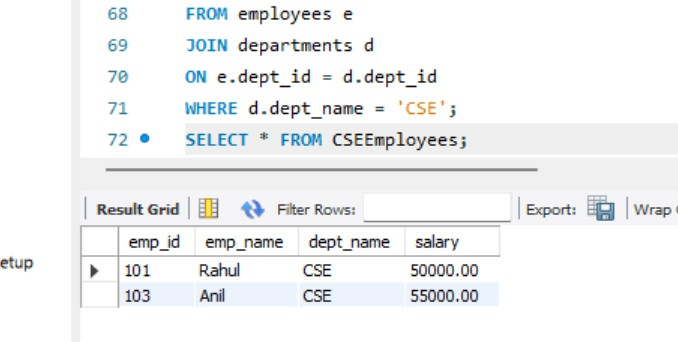 68 FROM employees e
69 JOIN departments d
70 ON e.dept_id = d.dept_id
71 WHERE d.dept_name = 'CSE';
72 SELECT * FROM CSEEmployees;
Result Grid Filter Rows: Export: Wrap
emp_id emp_name dept_name salary
etup
101 Rahul CSE 50000.00
103 Anil CSE 55000.00